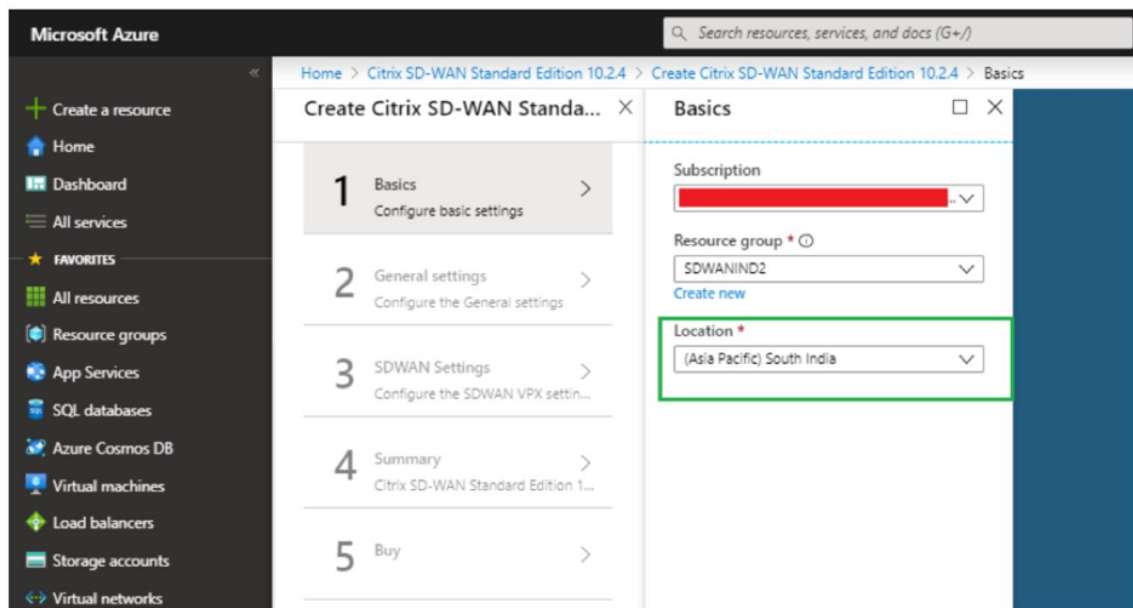 Microsoft Azure
Search resources, services, and docs (G+/)
«
Home > Citrix SD-WAN Standard Edition 10.2.4 > Create Citrix SD-WAN Standard Edition 10.2.4 > Basics
Create a resource
Home
Dashboard
All services
FAVORITES
All resources
Resource groups
App Services
SQL databases
Azure Cosmos DB
Virtual machines
Load balancers
Storage accounts
Virtual networks
Create Citrix SD-WAN Standa...
1 Basics
Configure basic settings
2 General settings
Configure the General settings
3 SDWAN Settings
Configure the SDWAN VPX settin...
4 Summary
Citrix SD-WAN Standard Edition 1...
5 Buy
Basics
Subscription
..
Resource group *
SDWANIND2
Create new
Location *
(Asia Pacific) South India